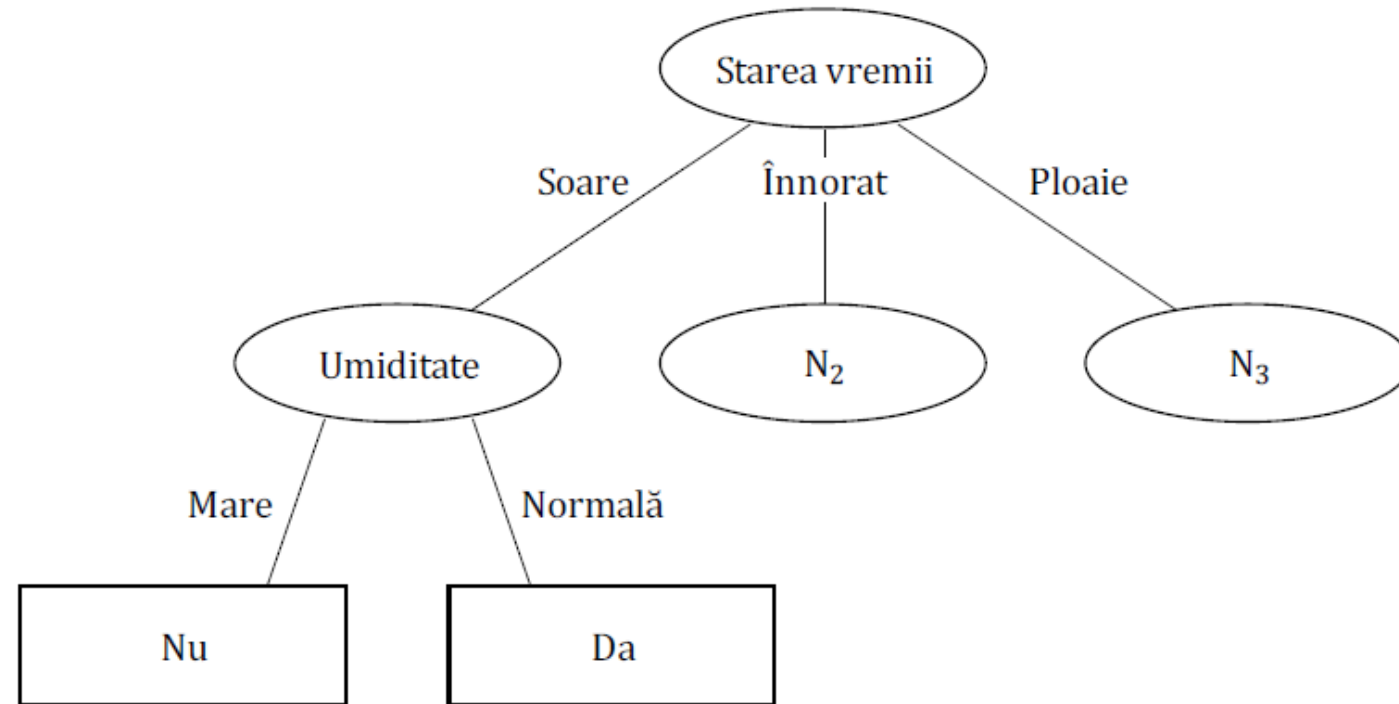 Starea vremii
Soare
Înnorat
Ploaie
Umiditate
N₂
N₃
Mare
Normală
Nu
Da